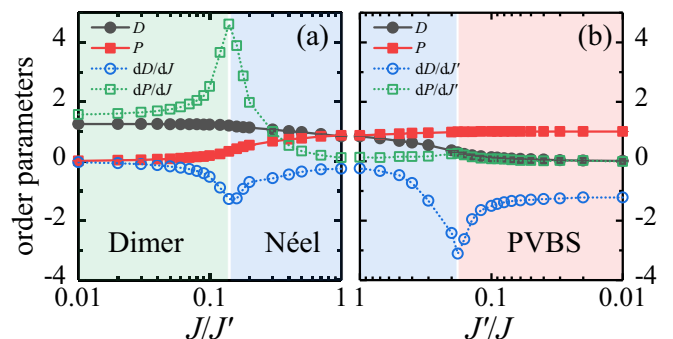 order parameters
4
2
0
-2
-4
(a)
D
P
dD/dJ
dP/dJ
Dimer
Néel
0.01
0.1
1
J/J'
(b)
D
P
dD/dJ'
dP/dJ'
PVBS
4
2
0
-2
-4
1
0.1
0.01
J'/J